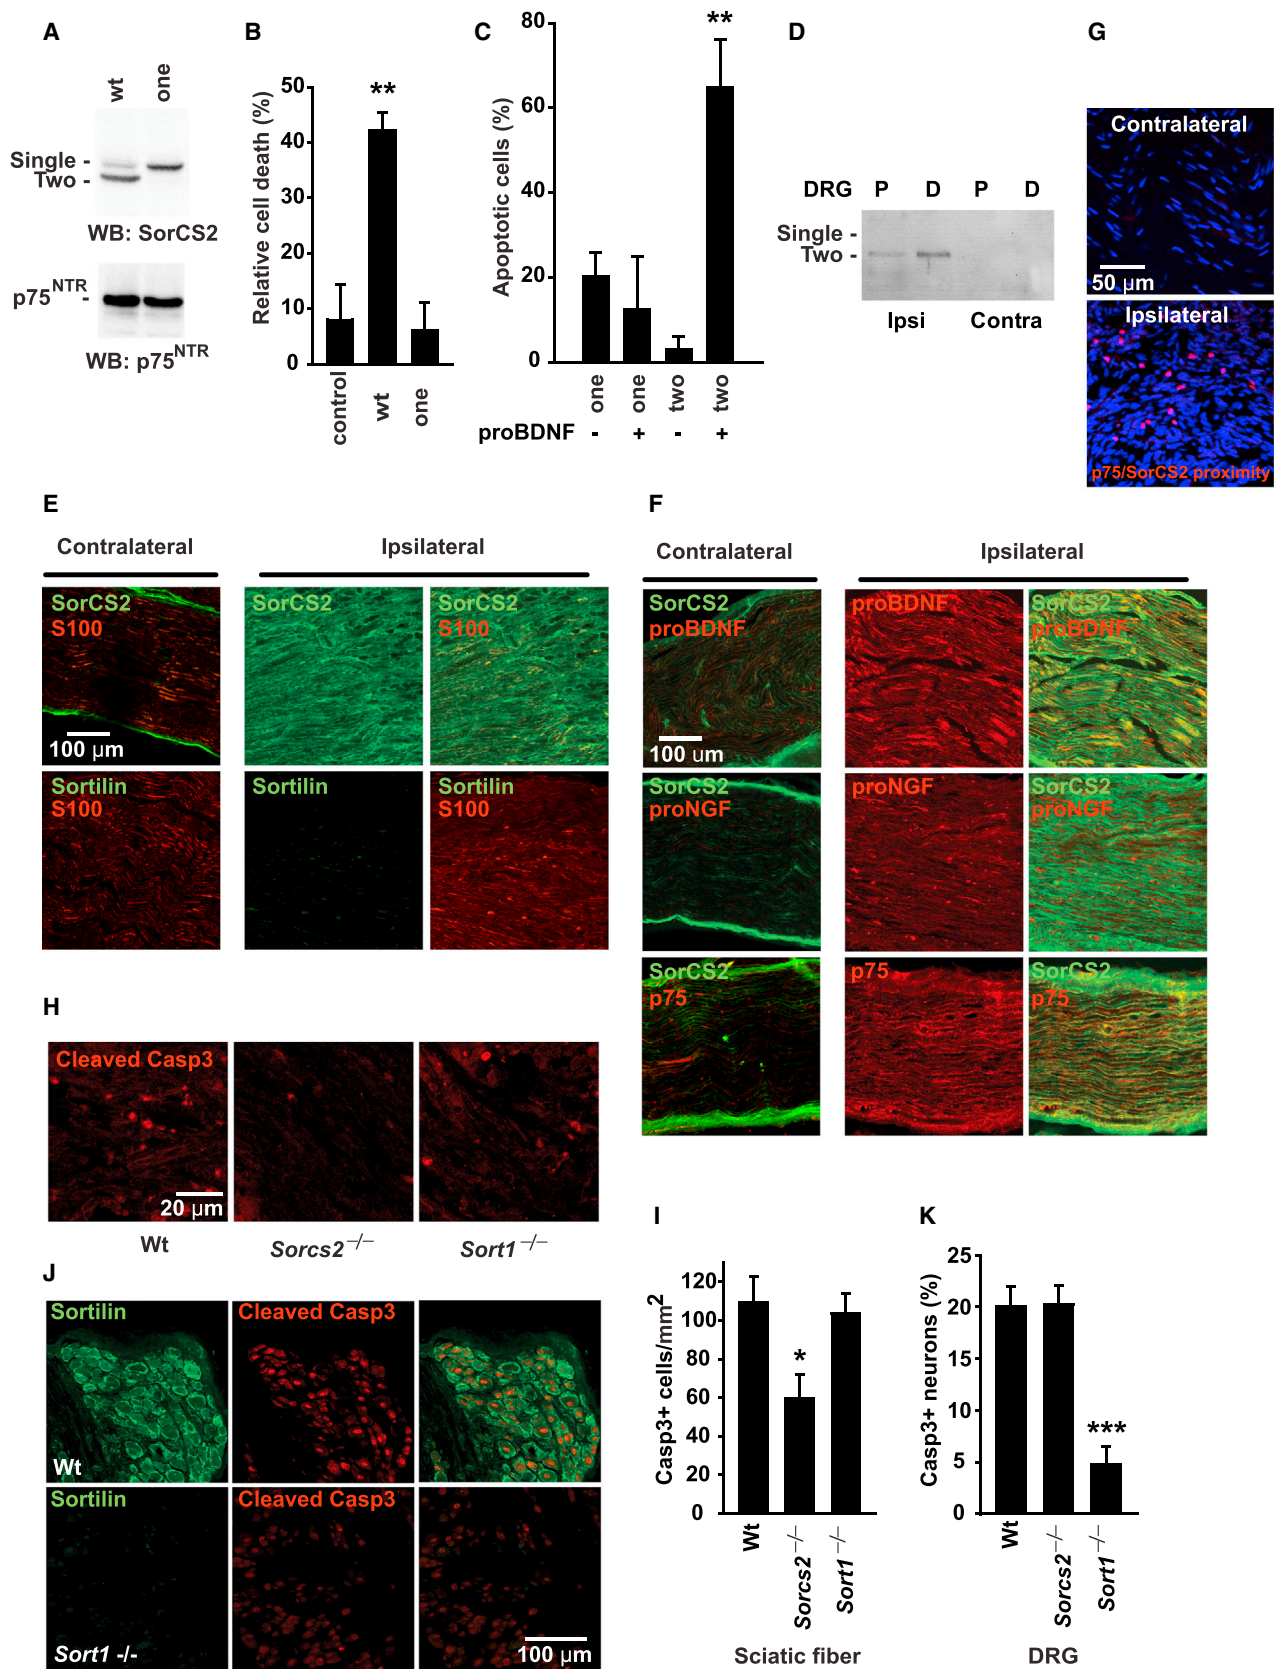 A
wt
one
Single -
Two -
WB: SorCS2
p75NTR -
WB: p75NTR
B
Relative cell death (%)
50
40
30
20
10
0
**
control
wt
one
C
Apoptotic cells (%)
80
60
40
20
0
**
one
one
two
two
proBDNF - + - +
D
DRG P D P D
Single -
Two -
Ipsi Contra
G
Contralateral
50 µm
Ipsilateral
p75/SorCS2 proximity
E
Contralateral Ipsilateral
SorCS2
S100
100 µm
SorCS2
SorCS2
S100
Sortilin
S100
Sortilin
Sortilin
S100
F
Contralateral Ipsilateral
SorCS2
proBDNF
100 um
proBDNF
SorCS2
proBDNF
SorCS2
proNGF
proNGF
SorCS2
proNGF
SorCS2
p75
p75
SorCS2
p75
H
Cleaved Casp3
20 µm
Wt Sorcs2 –/– Sort1 –/–
J
Sortilin
Wt
Cleaved Casp3
Sortilin
Sort1 -/-
Cleaved Casp3
100 µm
I
Casp3+ cells/mm2
120
100
80
60
40
20
0
*
Wt
Sorcs2–/–
Sort1–/–
Sciatic fiber
K
Casp3+ neurons (%)
25
20
15
10
5
0
***
Wt
Sorcs2–/–
Sort1–/–
DRG